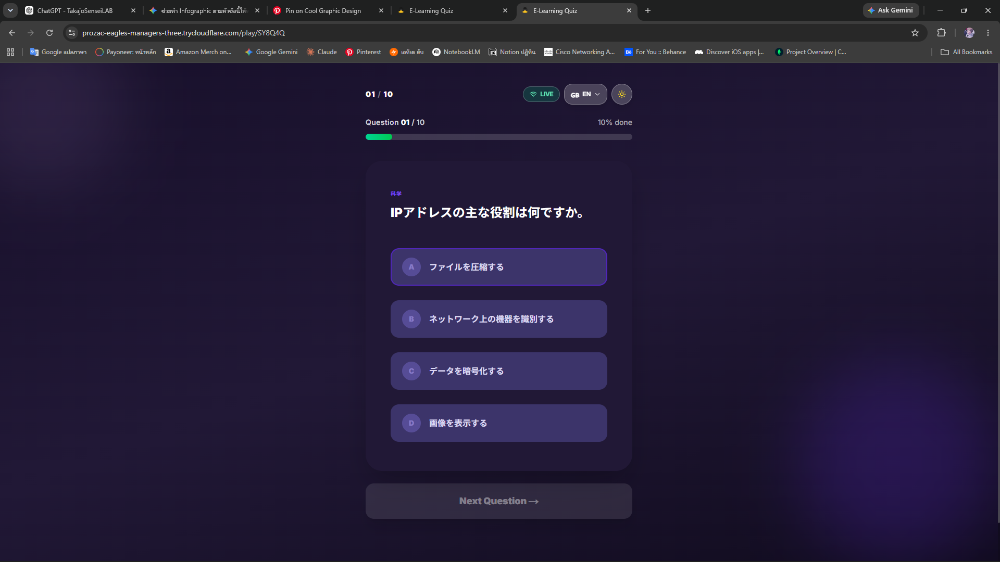 ChatGPT - TakajoSenseiLAB
ช่วยทำ Infographic ตามหัวข้อนี้ให้
Pin on Cool Graphic Design
E-Learning Quiz
E-Learning Quiz
Ask Gemini
prozac-eagles-managers-three.trycloudflare.com/play/SY8Q4Q
Google แปลภาษา
Payoneer: หน้าหลัก
Amazon Merch on...
Google Gemini
Claude
Pinterest
เอทีเค ฮับ
NotebookLM
Notion ปฏิทิน
Cisco Networking A...
For You :: Behance
Discover iOS apps |...
Project Overview | C...
All Bookmarks
01 / 10
LIVE
GB EN
Question 01 / 10
10% done
科学
IPアドレスの主な役割は何ですか。
A ファイルを圧縮する
B ネットワーク上の機器を識別する
C データを暗号化する
D 画像を表示する
Next Question →